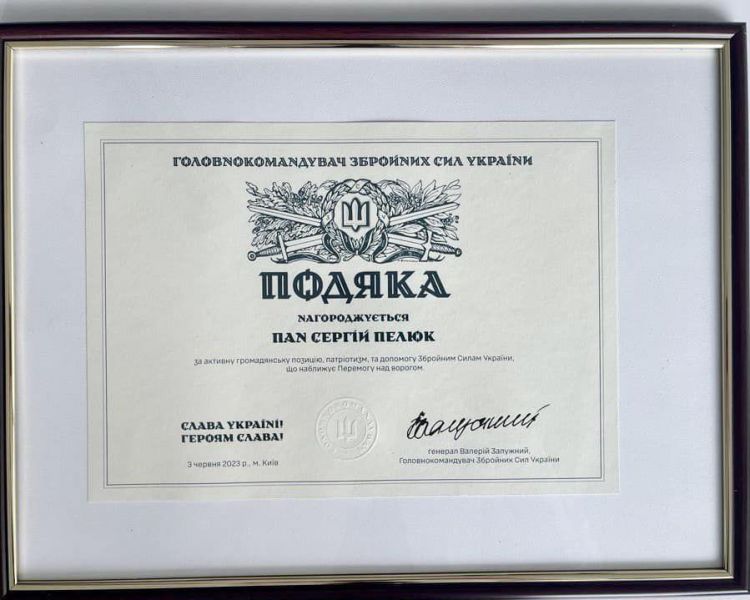 ГОЛОВНОКОМАНДУВАЧ ЗБРОЙНИХ СИЛ УКРАЇНИ
ПОДЯКА
НАГОРОДЖУЄТЬСЯ
ПАН СЕРГІЙ ПЕЛЮК
за активну громадянську позицію, патріотизм, та допомогу Збройним Силам України,
що наближує Перемогу над ворогом.
СЛАВА УКРАЇНІ!
ГЕРОЯМ СЛАВА!
3 червня 2023 р., м. Київ
Залужний
генерал Валерій Залужний,
Головнокомандувач Збройних Сил України